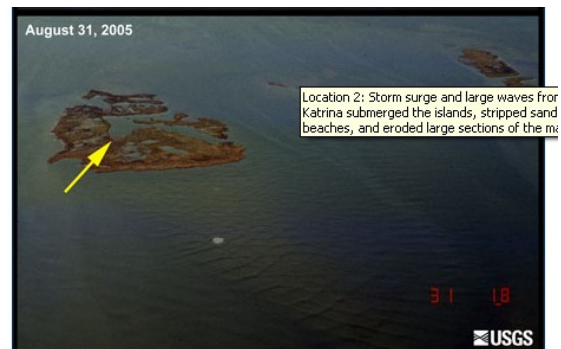 August 31, 2005
Location 2: Storm surge and large waves from
Katrina submerged the islands, stripped sand
beaches, and eroded large sections of the
31 18
USGS